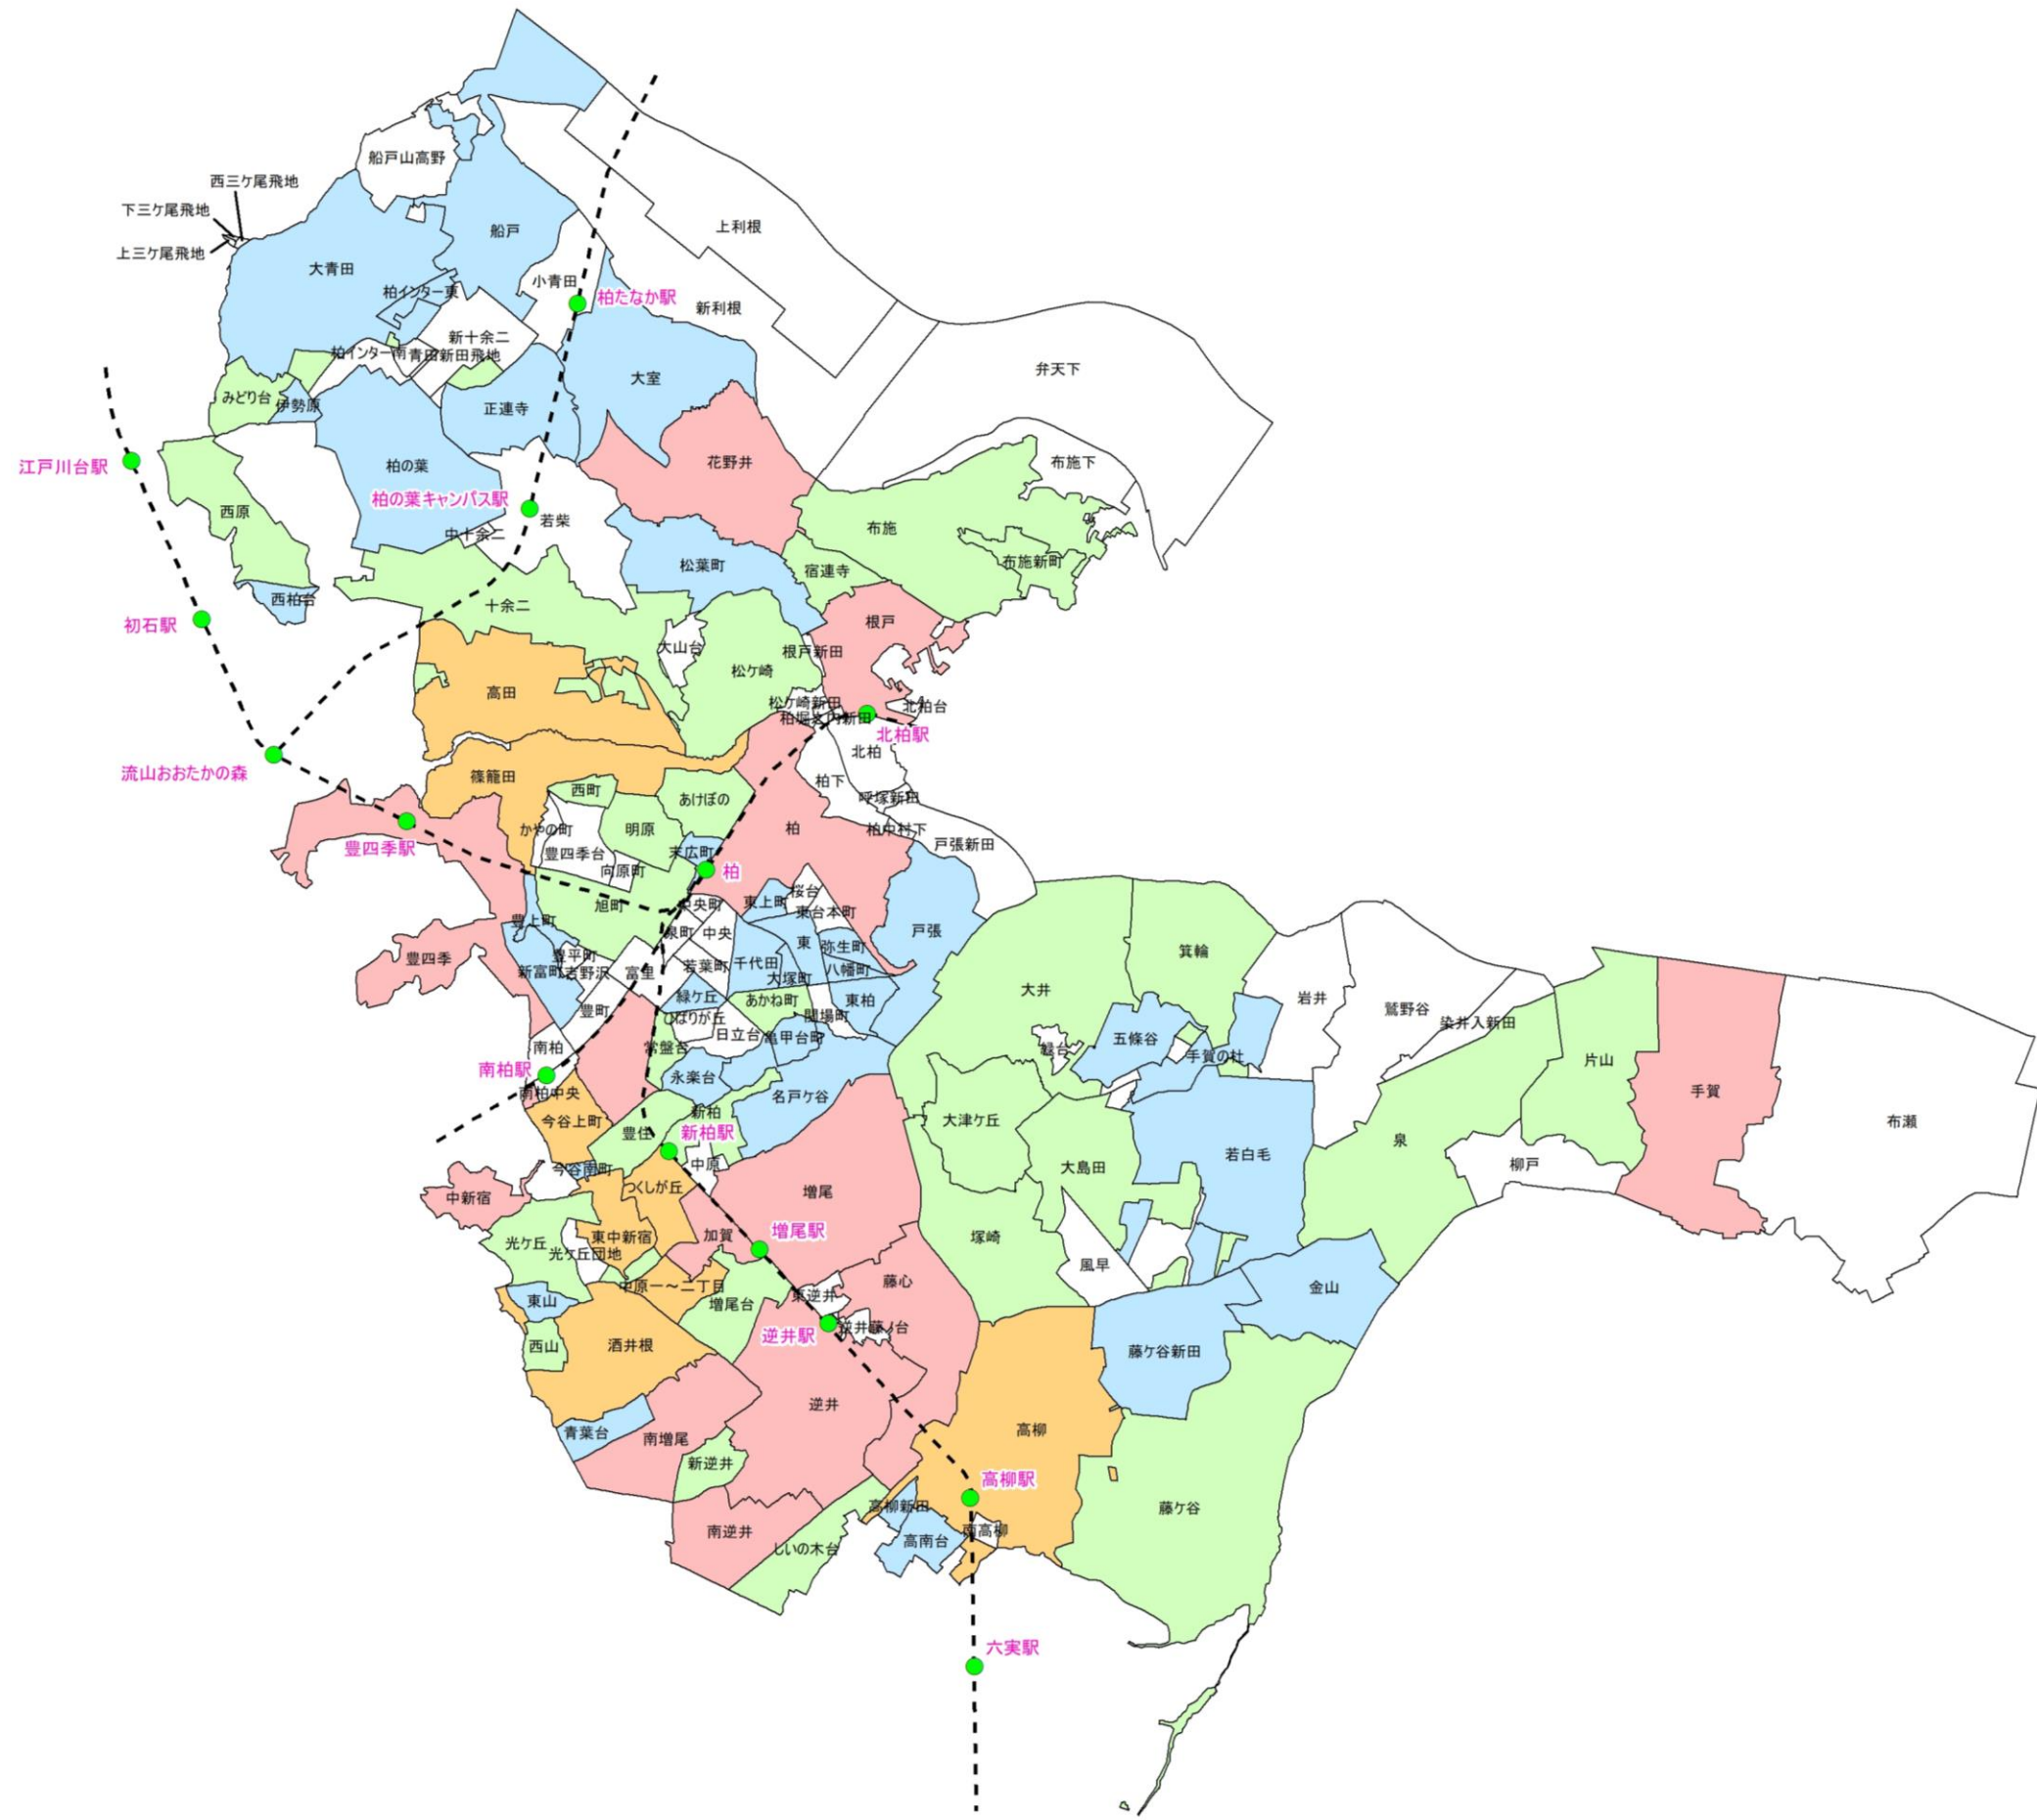 船戸山高野
西三ケ尾飛地
下三ケ尾飛地
上三ケ尾飛地
上利根
船戸
大青田
小青田
柏インター東
柏たなか駅
新利根
新十余二
柏インター南
青田新田飛地
弁天下
大室
みどり台
伊勢原
正連寺
江戸川台駅
柏の葉
花野井
布施下
柏の葉キャンパス駅
西原
若柴
布施
中十余二
松葉町
宿連寺
布施新町
西柏台
十余二
初石駅
根戸
大山台
根戸新田
松ケ崎
高田
松ケ崎新田
北柏台
柏堀之内新田
北柏駅
流山おおたかの森
北柏
篠籠田
柏下
西町
あけぼの
呼塚新田
かやの町
明原
柏
柏中村下
豊四季駅
豊四季台
末広町
戸張新田
向原町
柏
旭町
中央町
東上町
桜台
東台本町
豊上町
泉町
中央
東
弥生町
戸張
豊四季
豊平町
新富町
吉野沢
富里
若葉町
千代田
大塚町
八幡町
箕輪
大井
緑ケ丘
あかね町
東柏
岩井
鷲野谷
豊町
ひばりが丘
開場町
染井入新田
日立台
亀甲台町
南柏
常盤台
緑台
五條谷
手賀の杜
片山
南柏駅
永楽台
手賀
南柏中央
名戸ケ谷
今谷上町
新柏
大津ケ丘
布瀬
豊住
新柏駅
泉
若白毛
今谷南町
中原
大島田
柳戸
中新宿
つくしが丘
増尾
加賀
増尾駅
東中新宿
塚崎
光ケ丘
光ケ丘団地
風早
藤心
中原一～二丁目
金山
東山
増尾台
東逆井
西山
酒井根
逆井駅
逆井藤ノ台
藤ケ谷新田
逆井
青葉台
南増尾
高柳
新逆井
高柳駅
高柳新田
藤ケ谷
南逆井
しいの木台
高南台
南高柳
六実駅